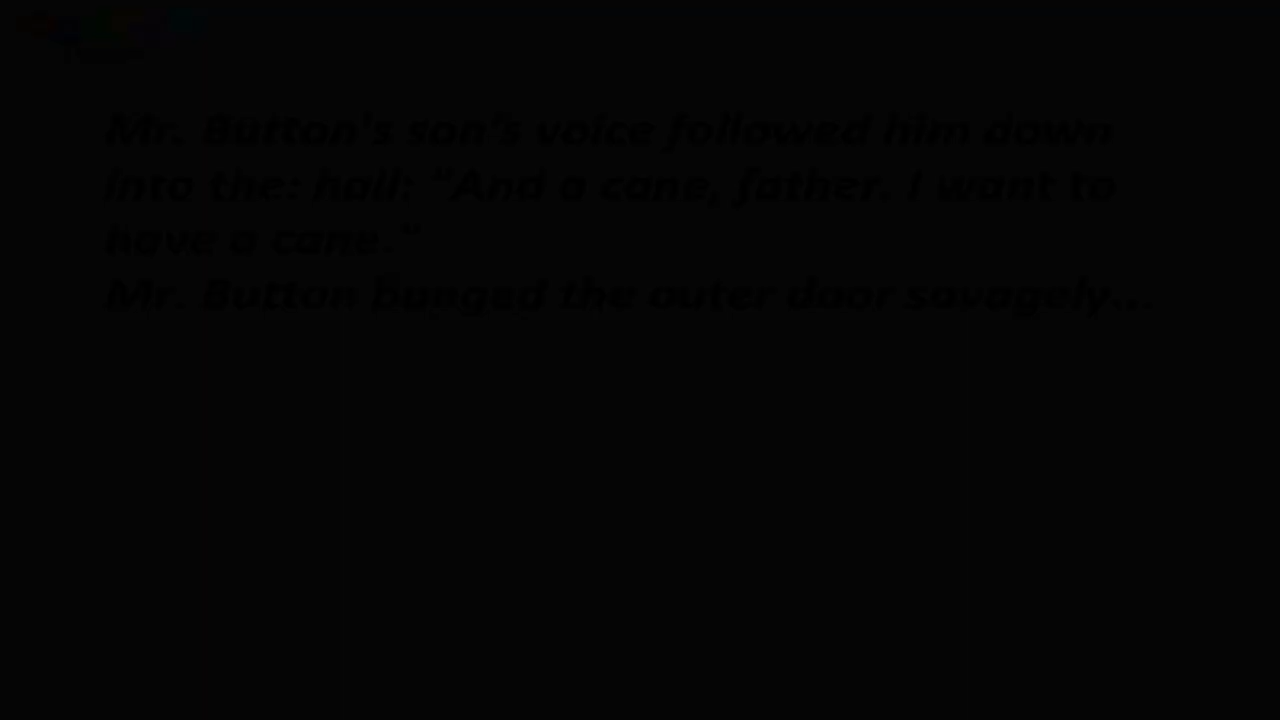 Mr. Button's son's voice followed him down
into the: hall: "And a cane, father. I want to
have a cane."
Mr. Button banged the outer door savagely...